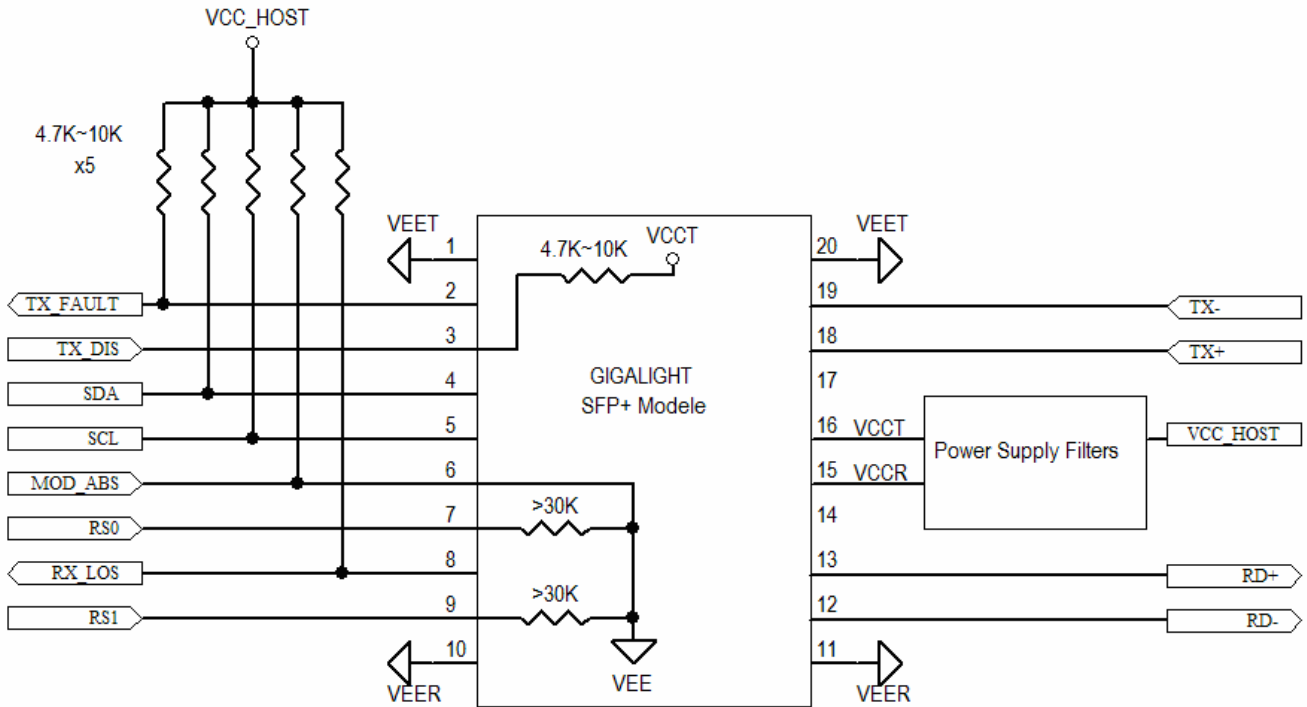 VCC_HOST
4.7K~10K
x5
VEET
1
4.7K~10K
VCCT
20
VEET
TX_FAULT
2
19
TX-
TX_DIS
3
18
TX+
SDA
4
GIGALIGHT
SFP+ Modele
17
SCL
5
16
VCCT
Power Supply Filters
VCC_HOST
MOD_ABS
6
15
VCCR
RS0
7
>30K
14
RX_LOS
8
13
RD+
RS1
9
>30K
12
RD-
10
VEER
VEE
11
VEER